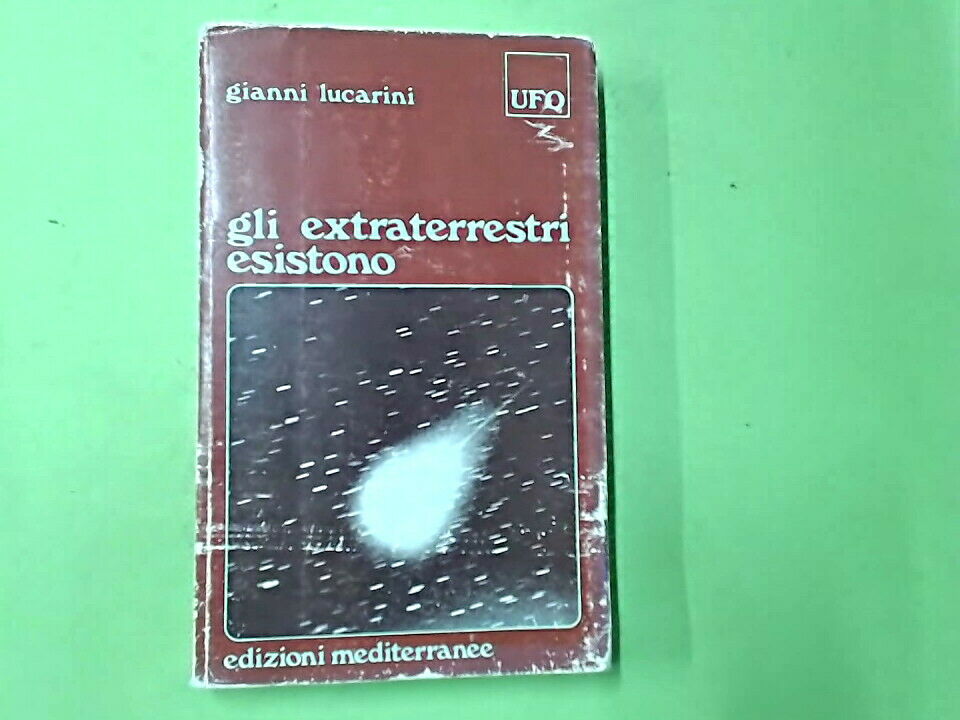 gianni lucarini
UFO
gli extraterrestri
esistono
edizioni mediterranee